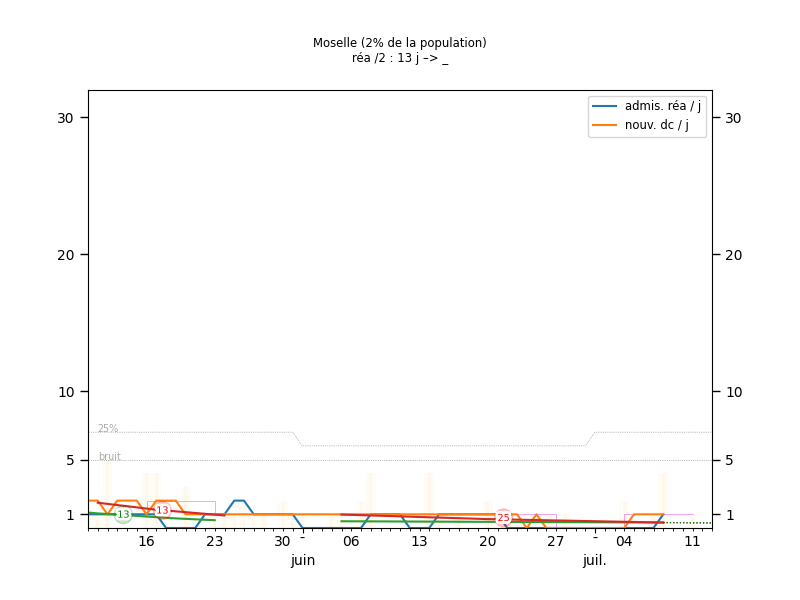 Moselle (2% de la population)
réa /2 : 13 j –> _
admis. réa / j
nouv. dc / j
30 30
20 20
10 10
25%
bruit
5 5
13 13 25
1 1
16 23 30 - 06 13 20 27 - 04 11
juin juil.